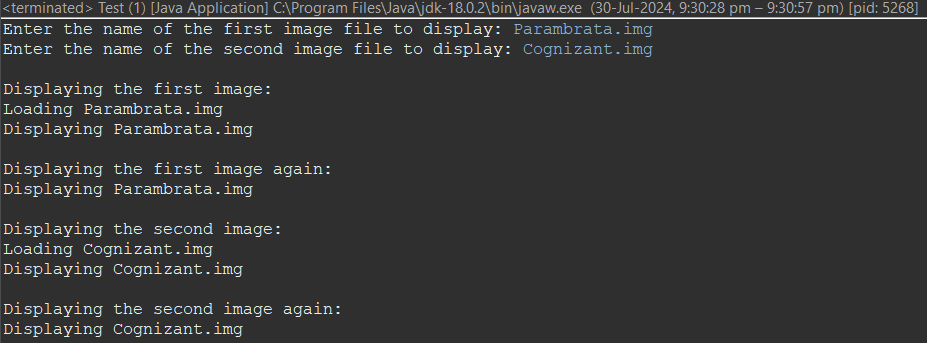 <terminated> Test (1) [Java Application] C:\Program Files\Java\jdk-18.0.2\bin\javaw.exe (30-Jul-2024, 9:30:28 pm – 9:30:57 pm) [pid: 5268]
Enter the name of the first image file to display: Parambrata.img
Enter the name of the second image file to display: Cognizant.img
Displaying the first image:
Loading Parambrata.img
Displaying Parambrata.img
Displaying the first image again:
Displaying Parambrata.img
Displaying the second image:
Loading Cognizant.img
Displaying Cognizant.img
Displaying the second image again:
Displaying Cognizant.img